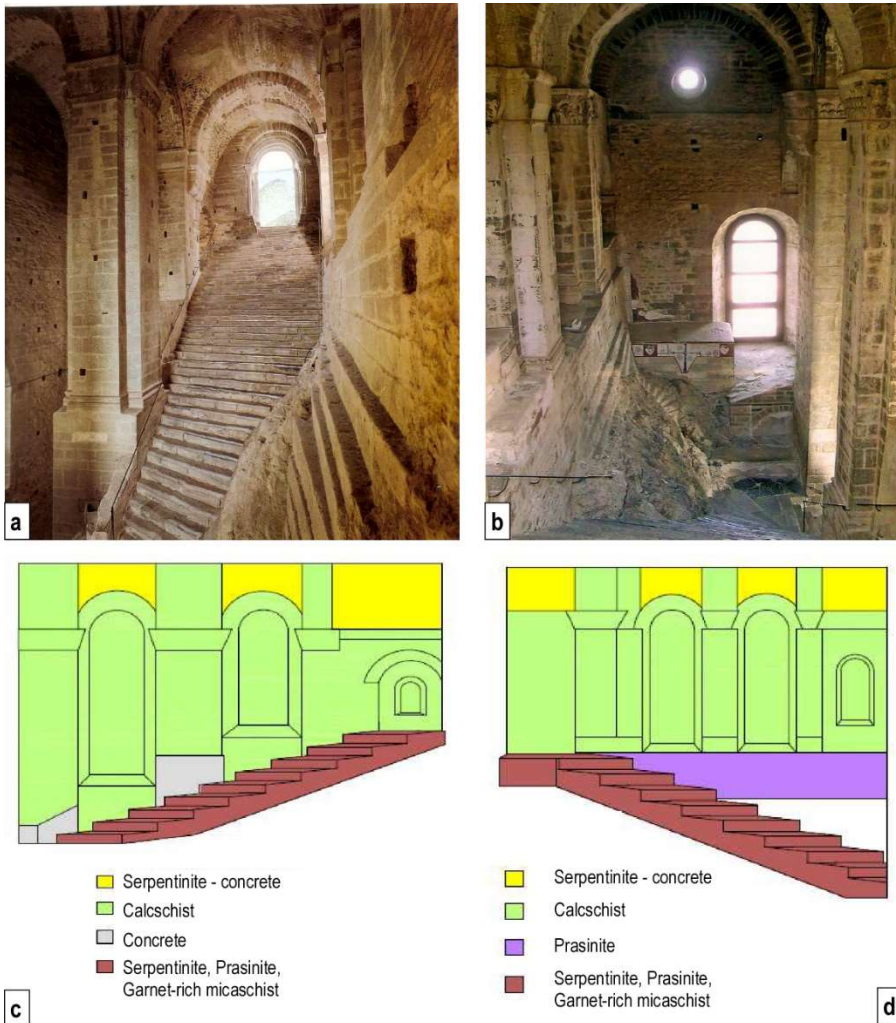 a
b
Serpentinite - concrete
Calcschist
Concrete
Serpentinite, Prasinite,
Garnet-rich micaschist
c
Serpentinite - concrete
Calcschist
Prasinite
Serpentinite, Prasinite,
Garnet-rich micaschist
d